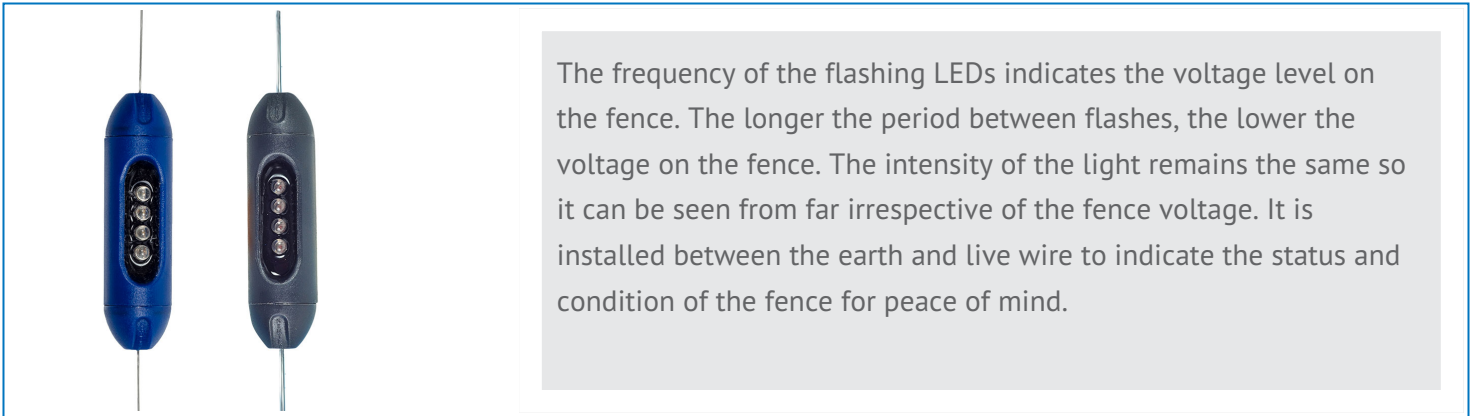 The frequency of the flashing LEDs indicates the voltage level on
the fence. The longer the period between flashes, the lower the
voltage on the fence. The intensity of the light remains the same so
it can be seen from far irrespective of the fence voltage. It is
installed between the earth and live wire to indicate the status and
condition of the fence for peace of mind.